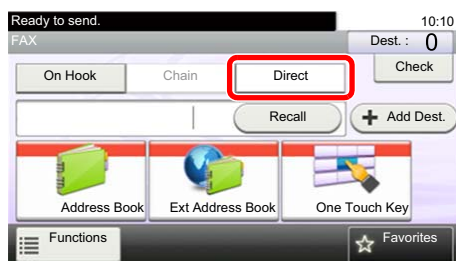 Ready to send. 10:10
FAX Dest. : 0
On Hook Chain Direct Check
Recall Add Dest.
Address Book Ext Address Book One Touch Key
Functions Favorites